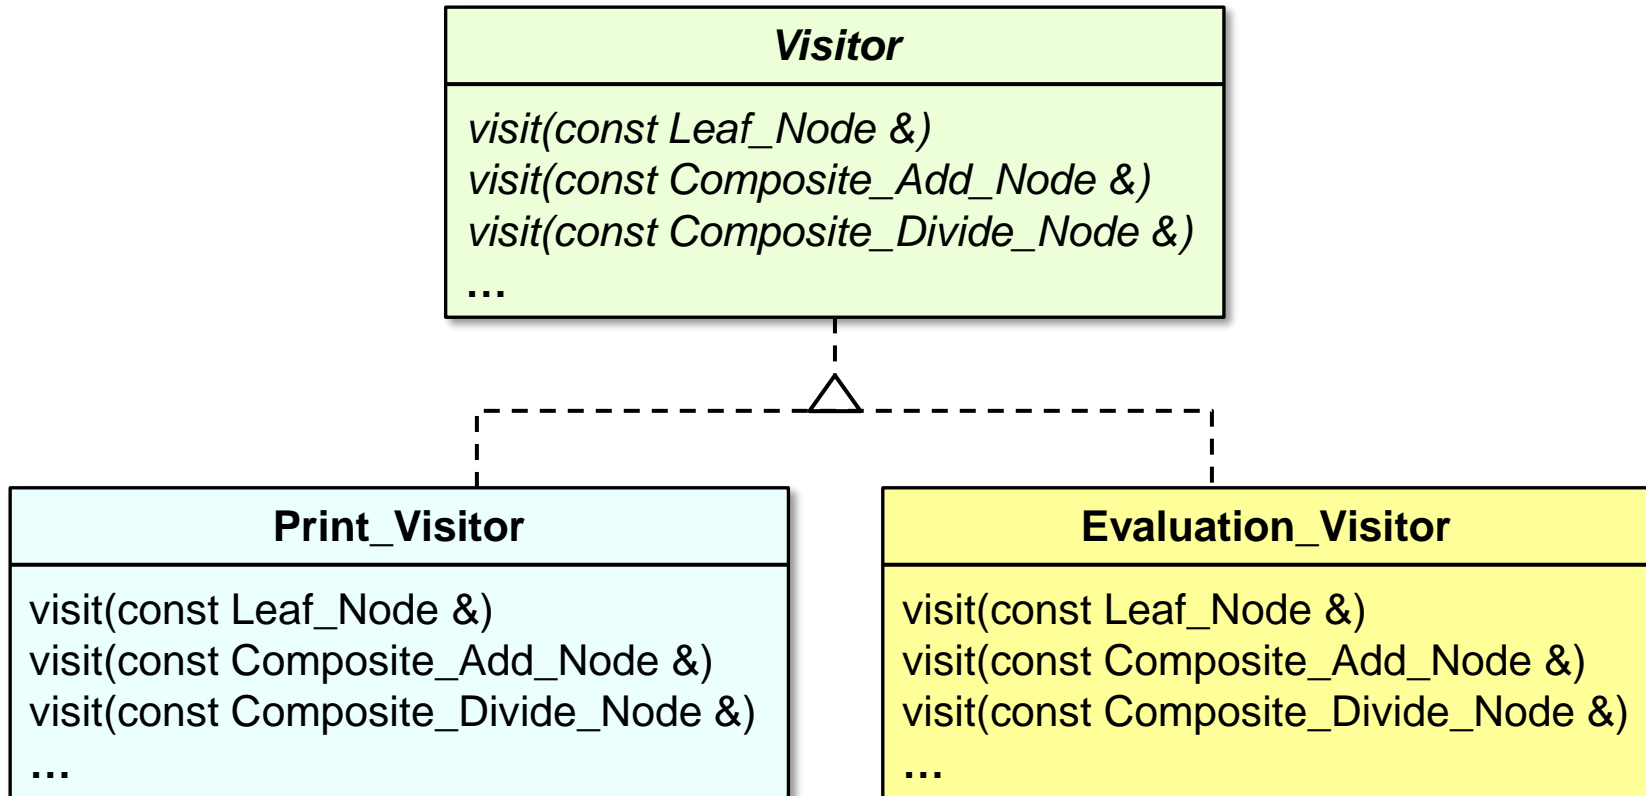 Visitor
visit(const Leaf_Node &)
visit(const Composite_Add_Node &)
visit(const Composite_Divide_Node &)
…
Print_Visitor
visit(const Leaf_Node &)
visit(const Composite_Add_Node &)
visit(const Composite_Divide_Node &)
…
Evaluation_Visitor
visit(const Leaf_Node &)
visit(const Composite_Add_Node &)
visit(const Composite_Divide_Node &)
…